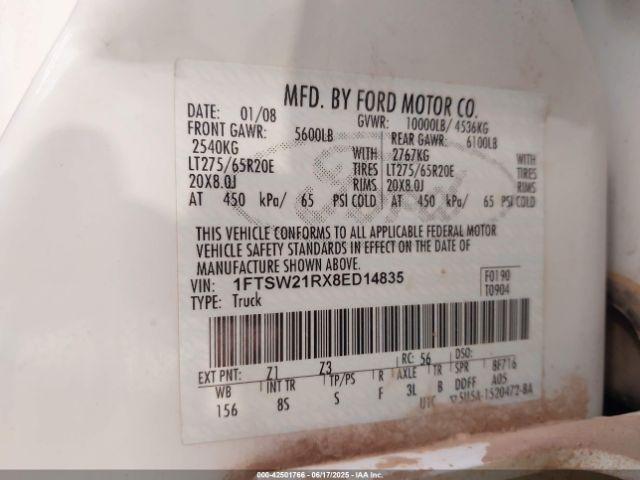 MFD. BY FORD MOTOR CO.
DATE: 01/08 GVWR: 10000LB/ 4536KG
FRONT GAWR: 5600LB REAR GAWR: 6100LB
2540KG WITH 2767KG WITH
LT275/65R20E TIRES LT275/65R20E TIRES
20X8.0J RIMS 20X8.0J RIMS
AT 450 kPa/ 65 PSI COLD AT 450 kPa/ 65 PSI COLD
THIS VEHICLE CONFORMS TO ALL APPLICABLE FEDERAL MOTOR
VEHICLE SAFETY STANDARDS IN EFFECT ON THE DATE OF
MANUFACTURE SHOWN ABOVE.
VIN: 1FTSW21RX8ED14835 F0190
TYPE: Truck T0904
EXT PNT: Z1 Z3 RC: 56 DSO:
WB INT TR TP/PS R AXLE TR SPR 8F716
156 8S S F 3L B DDFF A05
UTC
000-42501766 - 06/17/2025 - IAA Inc.